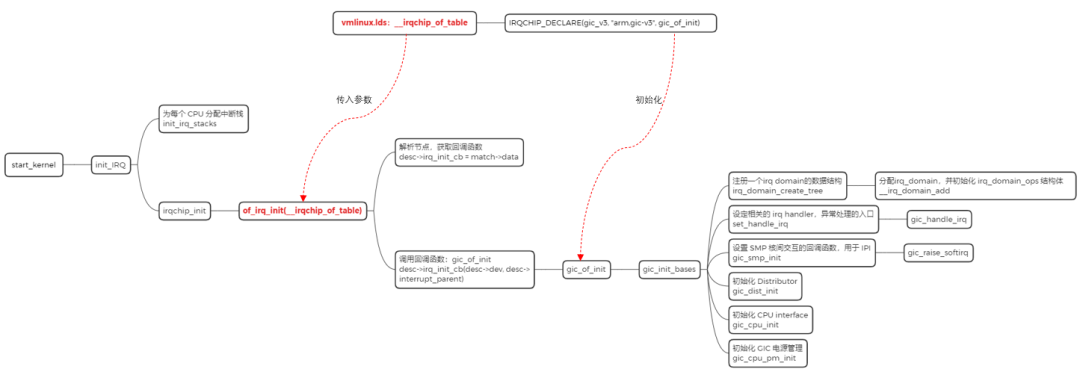 vmlinux.lds：__irqchip_of_table
IRQCHIP_DECLARE(gic_v3, "arm,gic-v3", gic_of_init)
传入参数
初始化
为每个 CPU 分配中断栈
init_irq_stacks
start_kernel
init_IRQ
解析节点，获取回调函数
desc->irq_init_cb = match->data
irqchip_init
of_irq_init(__irqchip_of_table)
调用回调函数：gic_of_init
desc->irq_init_cb(desc->dev, desc->
interrupt_parent)
gic_of_init
gic_init_bases
注册一个irq domain的数据结构
irq_domain_create_tree
分配irq_domain，并初始化 irq_domain_ops 结构体
__irq_domain_add
设定相关的 irq handler，异常处理的入口
set_handle_irq
gic_handle_irq
设置 SMP 核间交互的回调函数，用于 IPI
gic_smp_init
gic_raise_softirq
初始化 Distributor
gic_dist_init
初始化 CPU interface
gic_cpu_init
初始化 GIC 电源管理
gic_cpu_pm_init